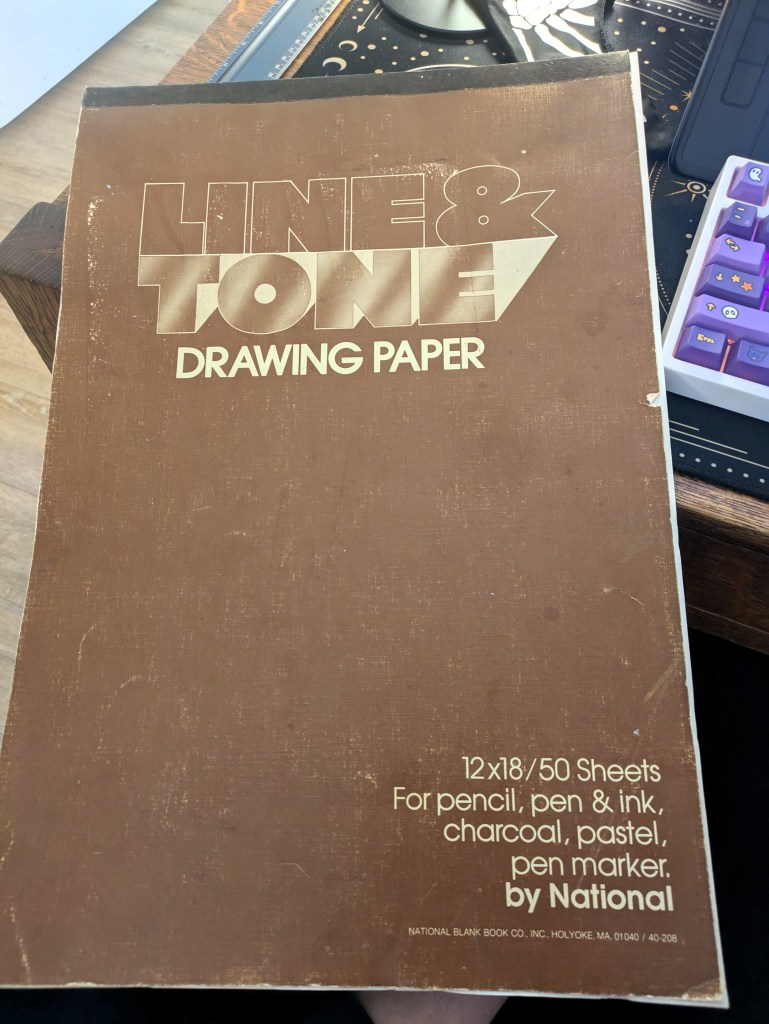 LINE &
TONE
DRAWING PAPER
12x18/50 Sheets
For pencil, pen & ink,
charcoal, pastel,
pen marker.
by National
NATIONAL BLANK BOOK CO., INC., HOLYOKE, MA. 01040 / 40-208